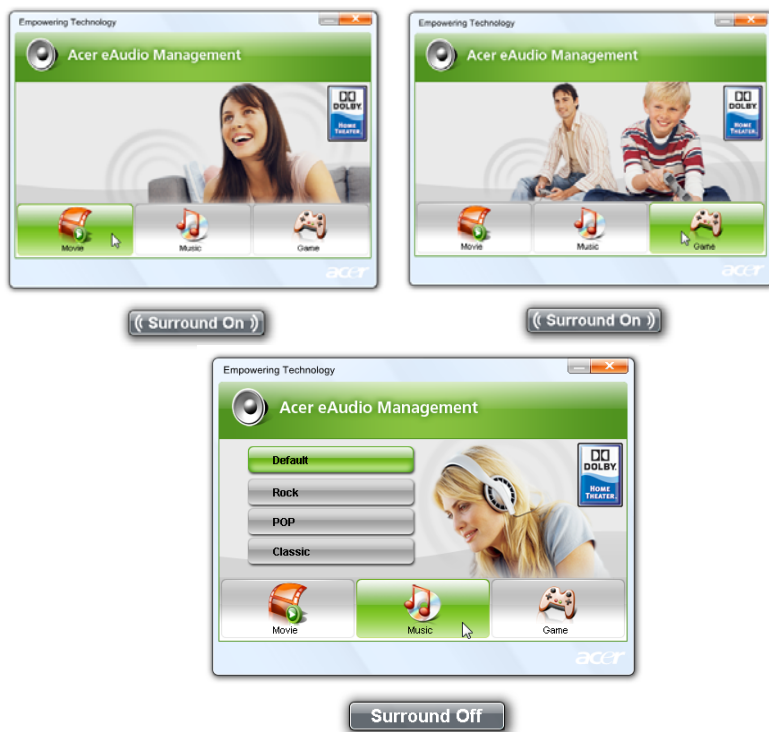 Empowering Technology
Acer eAudio Management
DOLBY
HOME
THEATER
Movie
Music
Game
acer
(( Surround On ))
Empowering Technology
Acer eAudio Management
DOLBY
HOME
THEATER
Movie
Music
Game
acer
(( Surround On ))
Empowering Technology
Acer eAudio Management
Default
Rock
POP
Classic
DOLBY
HOME
THEATER
Movie
Music
Game
acer
Surround Off